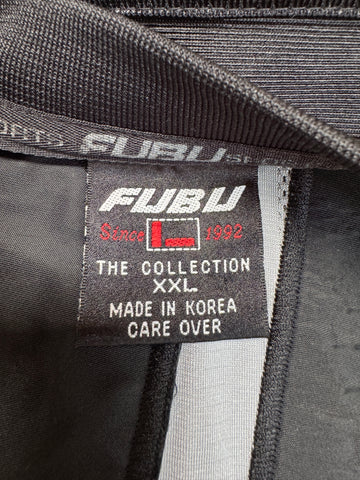 FUBU
FUBU
Since 1992
THE COLLECTION
XXL
MADE IN KOREA
CARE OVER